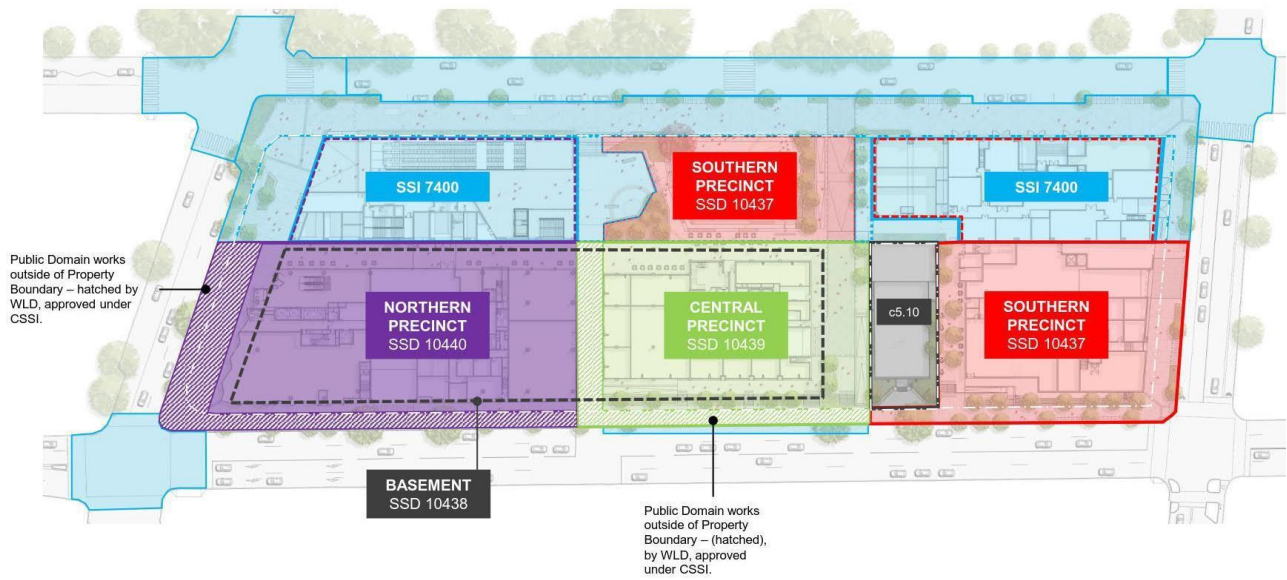 SSI 7400
SOUTHERN
PRECINCT
SSD 10437
SSI 7400
Public Domain works
outside of Property
Boundary – hatched by
WLD, approved under
CSSI.
NORTHERN
PRECINCT
SSD 10440
CENTRAL
PRECINCT
SSD 10439
c5.10
SOUTHERN
PRECINCT
SSD 10437
BASEMENT
SSD 10438
Public Domain works
outside of Property
Boundary – (hatched),
by WLD, approved
under CSSI.